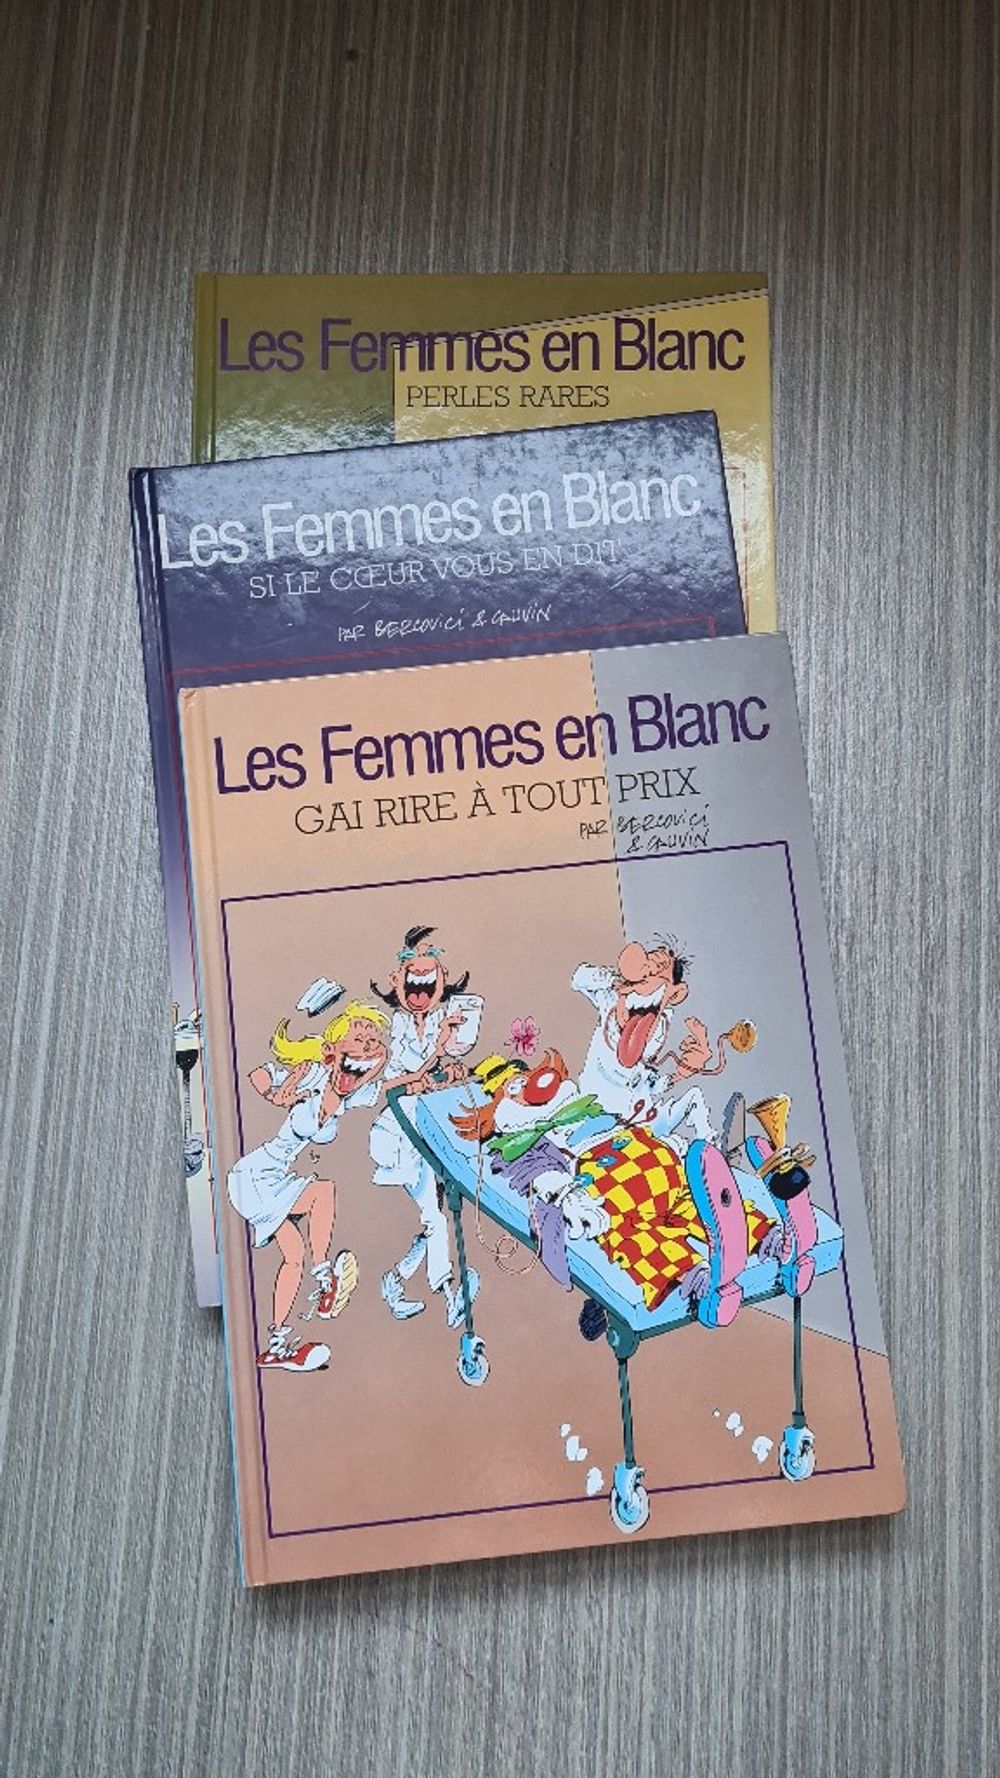 Les Femmes en Blanc
PERLES RARES
Les Femmes en Blanc
SI LE CŒUR VOUS EN DIT
PAR BERCOVICI & CAUVIN
Les Femmes en Blanc
GAI RIRE À TOUT PRIX
PAR BERCOVICI
& CAUVIN